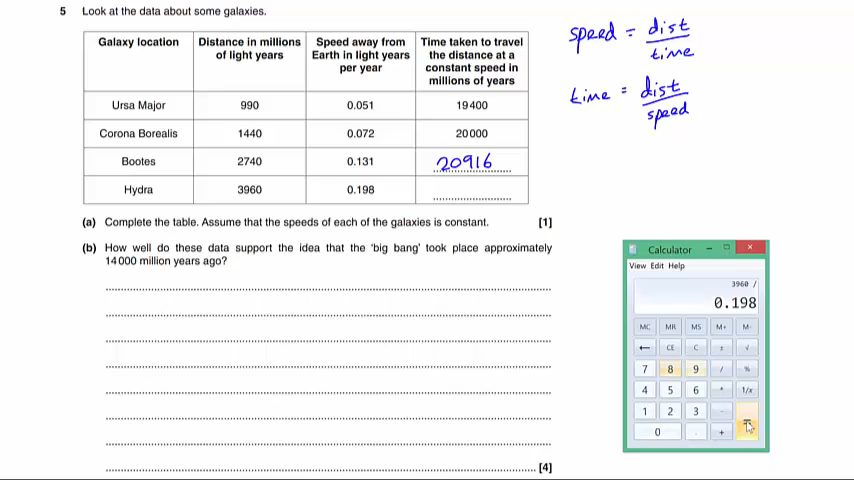 5 Look at the data about some galaxies.
speed = dist / time
Galaxy location
Distance in millions
of light years
Speed away from
Earth in light years
per year
Time taken to travel
the distance at a
constant speed in
millions of years
time = dist / speed
Ursa Major 990 0.051 19400
Corona Borealis 1440 0.072 20000
Bootes 2740 0.131 20916
Hydra 3960 0.198
(a) Complete the table. Assume that the speeds of each of the galaxies is constant. [1]
(b) How well do these data support the idea that the 'big bang' took place approximately
14000 million years ago?
[4]
Calculator
View Edit Help
3960 /
0.198
MC MR MS M+ M-
← CE C ± √
7 8 9 / %
4 5 6 * 1/x
1 2 3 - =
0 . +